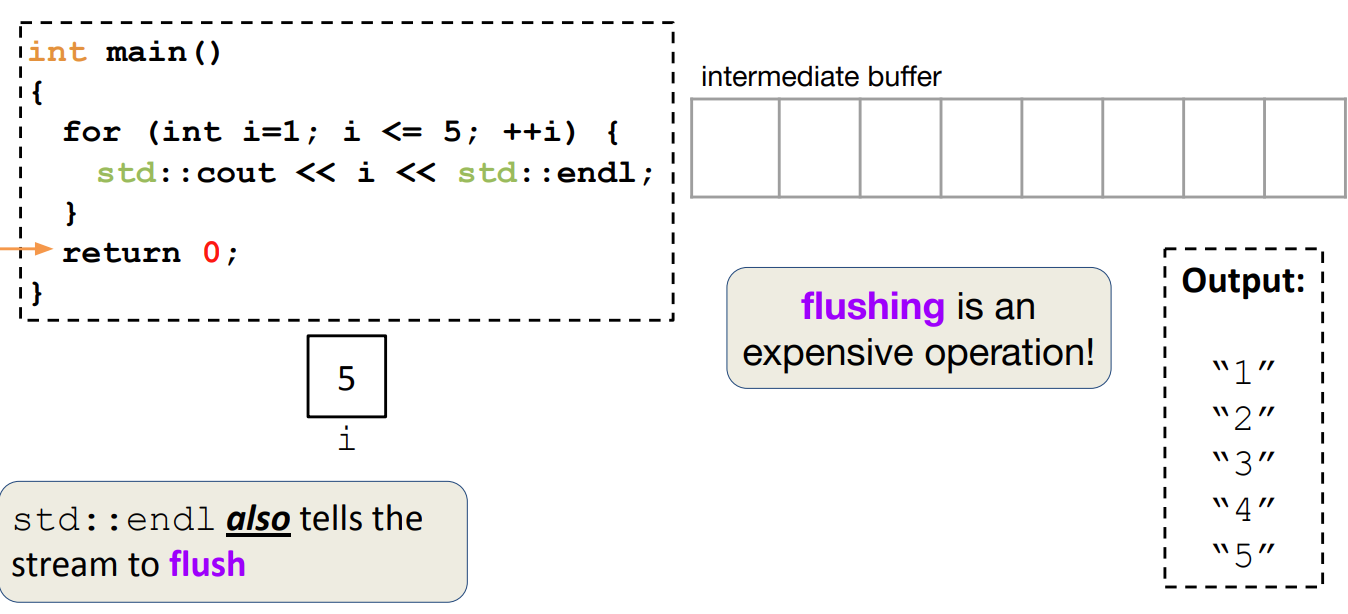 int main()
{
for (int i=1; i <= 5; ++i) {
std::cout << i << std::endl;
}
return 0;
}
intermediate buffer
flushing is an
expensive operation!
Output:
“1”
“2”
“3”
“4”
“5”
5
i
std::endl also tells the
stream to flush